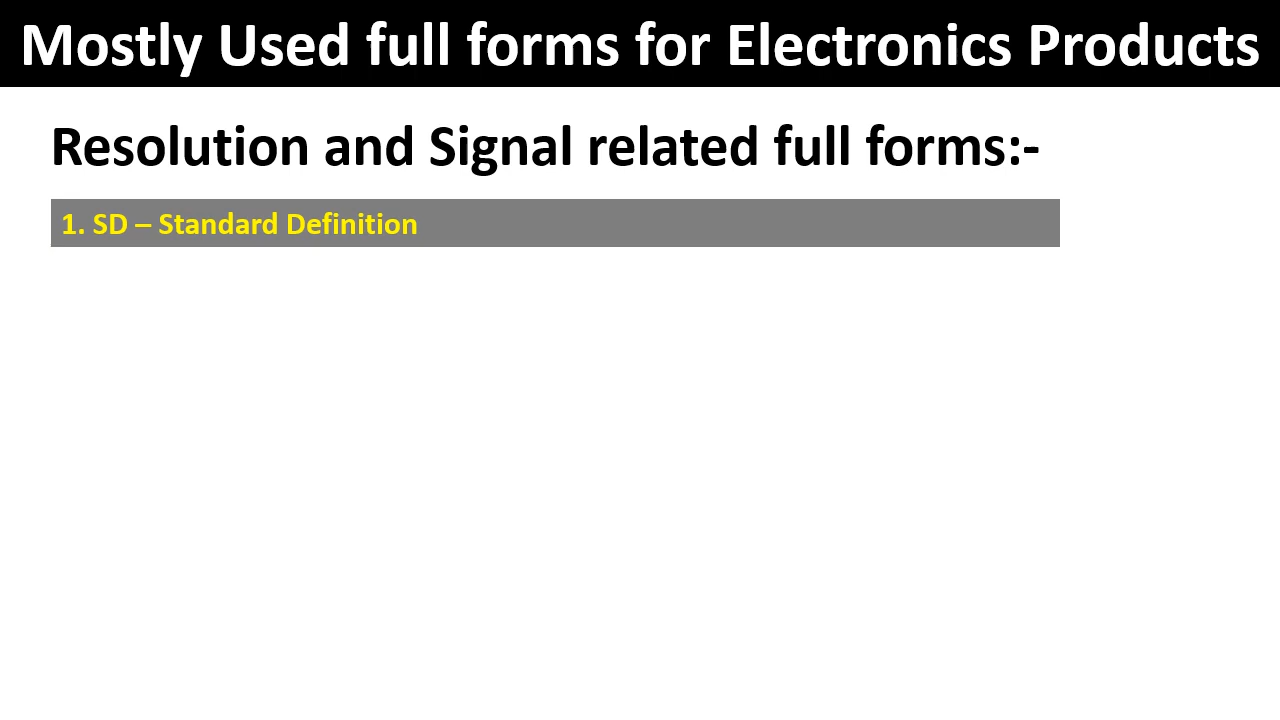 Mostly Used full forms for Electronics Products
Resolution and Signal related full forms:-
1. SD – Standard Definition